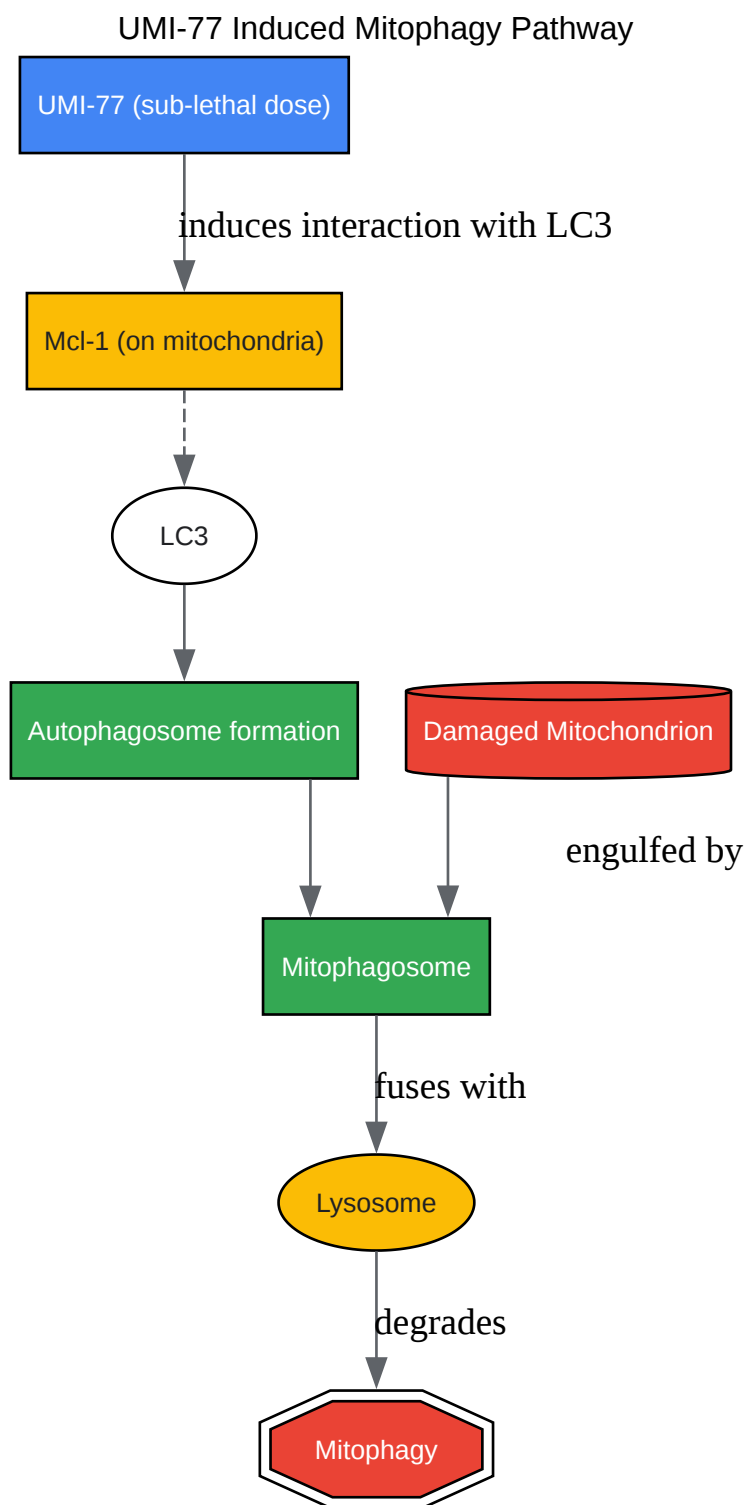 UMI-77 Induced Mitophagy Pathway
UMI-77 (sub-lethal dose)
induces interaction with LC3
Mcl-1 (on mitochondria)
LC3
Autophagosome formation
Damaged Mitochondrion
engulfed by
Mitophagosome
fuses with
Lysosome
degrades
Mitophagy